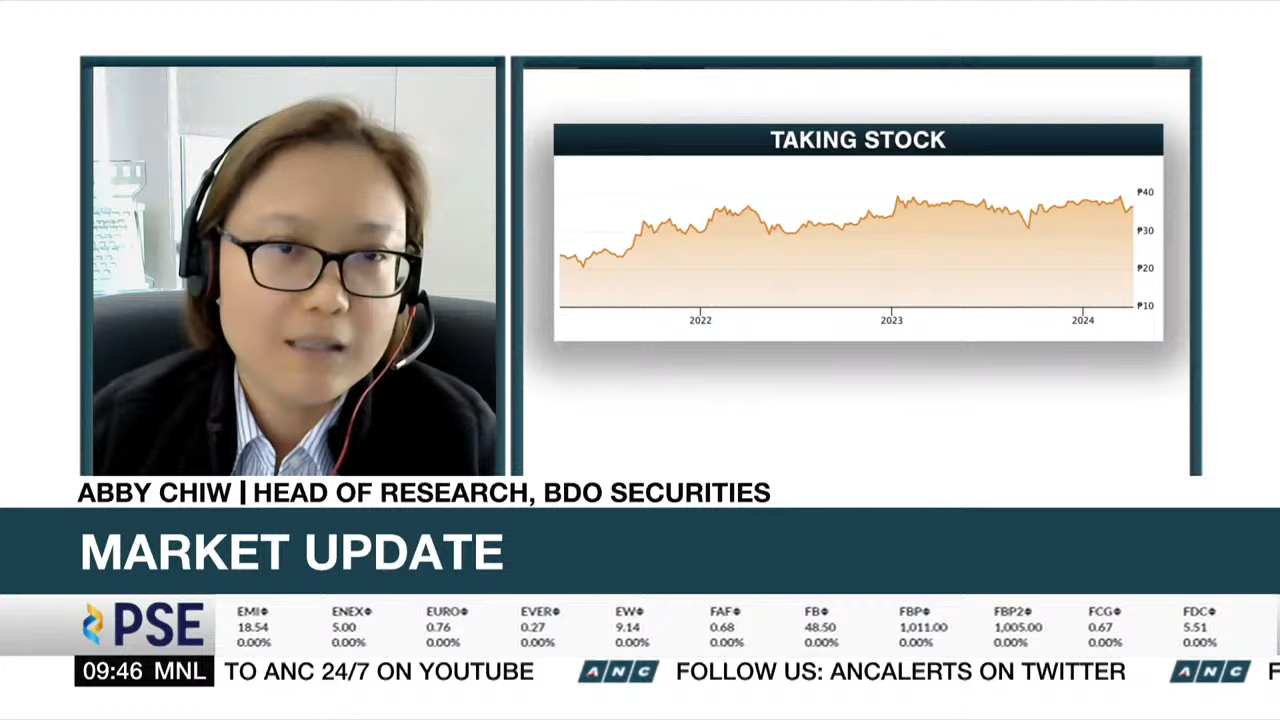 TAKING STOCK
₱40
₱30
₱20
₱10
2022 2023 2024
ABBY CHIW | HEAD OF RESEARCH, BDO SECURITIES
MARKET UPDATE
PSE
EMI ENEX EURO EVER EW FAF FB FBP FBP2 FCG FDC
18.54 5.00 0.76 0.27 9.14 0.68 48.50 1,011.00 1,005.00 0.67 5.51
0.00% 0.00% 0.00% 0.00% 0.00% 0.00% 0.00% 0.00% 0.00% 0.00% 0.00%
09:46 MNL TO ANC 24/7 ON YOUTUBE ANC FOLLOW US: ANCALERTS ON TWITTER ANC F